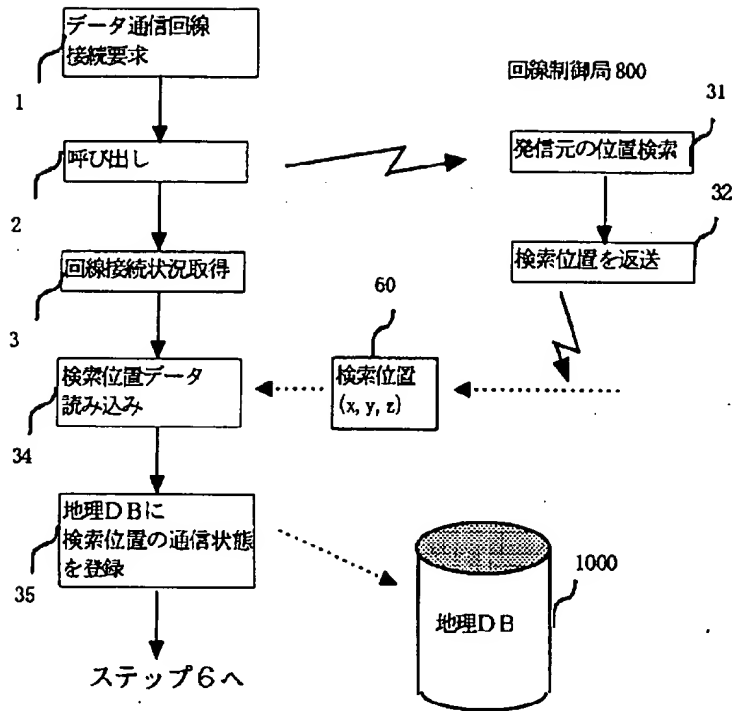 データ通信回線
接続要求
1
回線制御局800
31
呼び出し
2
発信元の位置検索
32
回線接続状況取得
3
検索位置を返送
60
検索位置データ
読み込み
34
検索位置
(x, y, z)
地理DBに
検索位置の通信状態
を登録
35
1000
地理DB
ステップ6へ